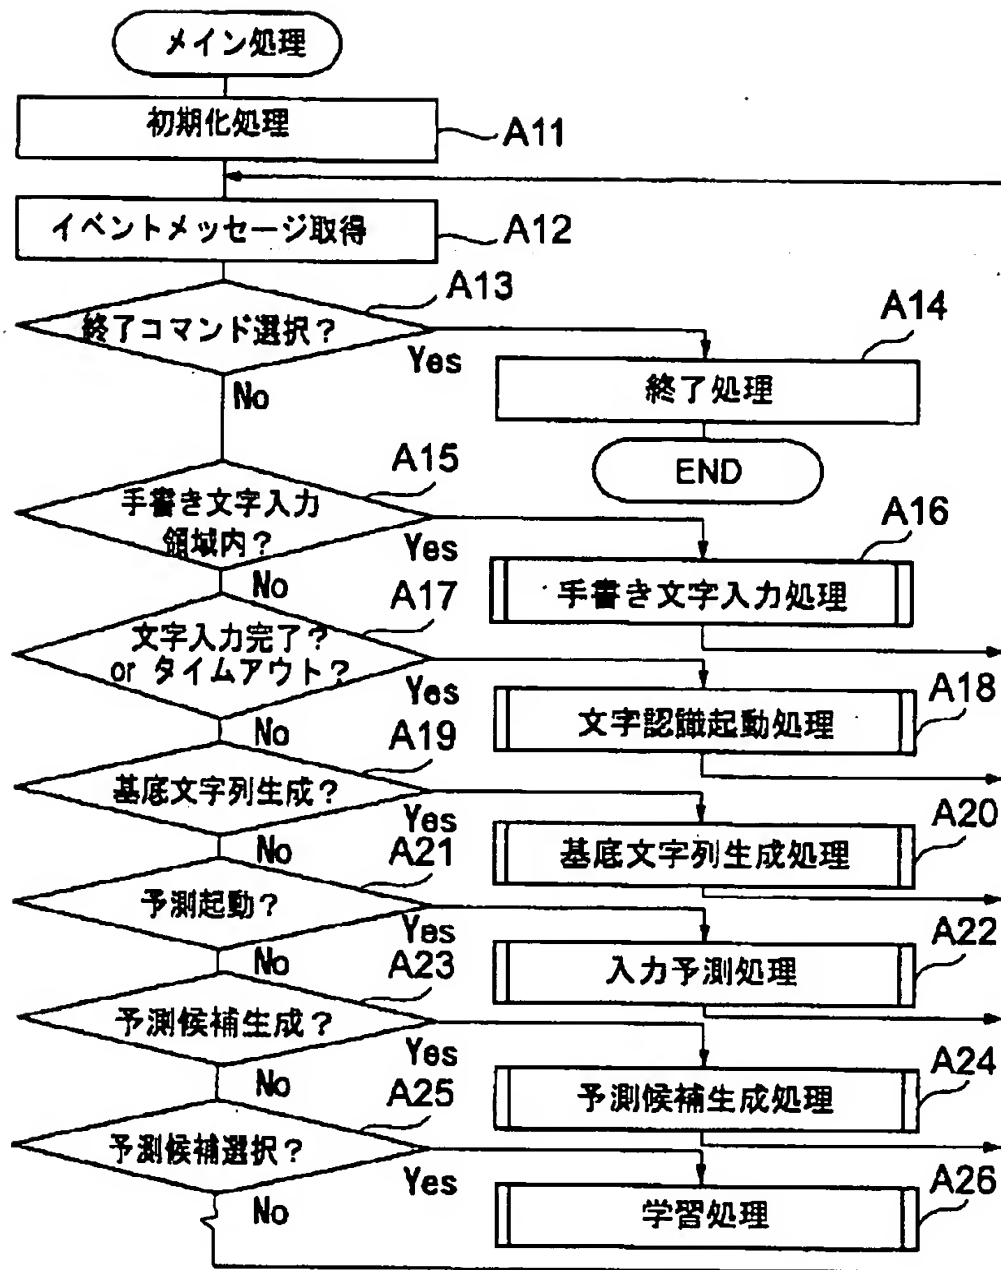 メイン処理
初期化処理
A11
イベントメッセージ取得
A12
A13
終了コマンド選択？
Yes
No
A14
終了処理
END
A15
手書き文字入力
領域内？
Yes
No
A16
手書き文字入力処理
A17
文字入力完了？
or タイムアウト？
Yes
No
A18
文字認識起動処理
A19
基底文字列生成？
Yes
No
A20
基底文字列生成処理
A21
予測起動？
Yes
No
A22
入力予測処理
A23
予測候補生成？
Yes
No
A24
予測候補生成処理
A25
予測候補選択？
Yes
No
A26
学習処理